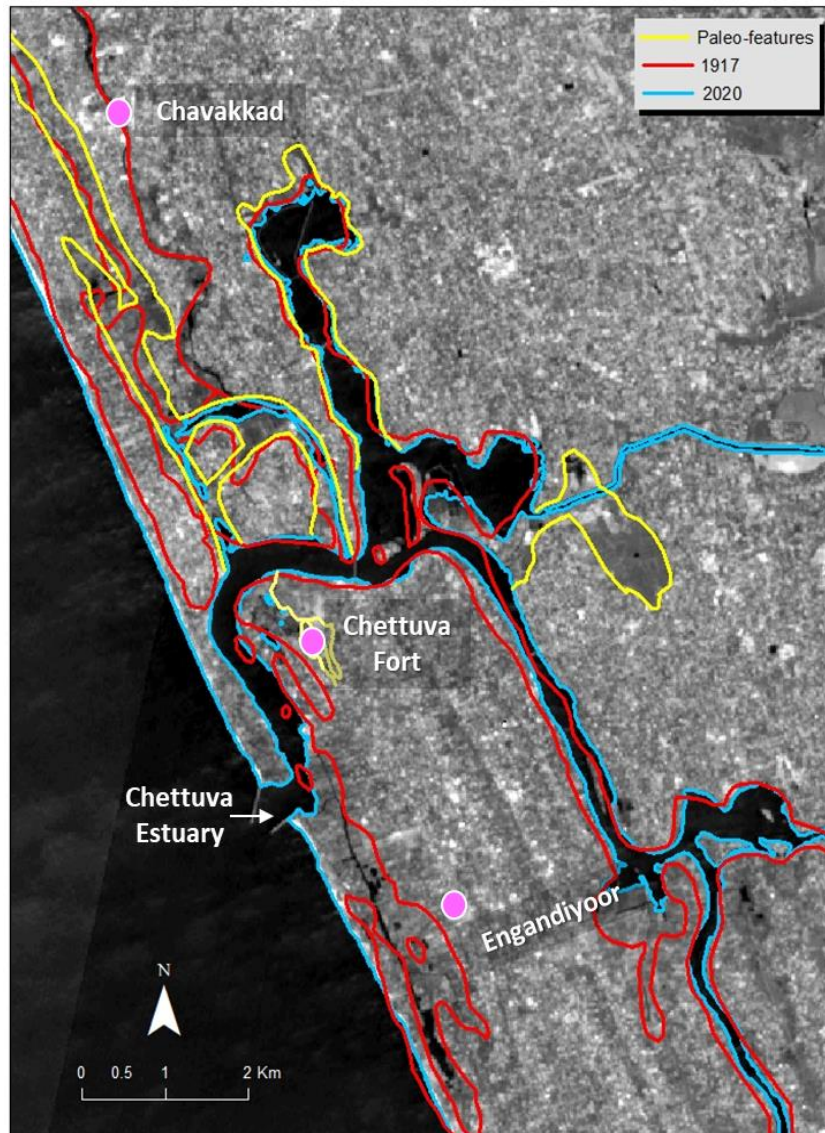 Paleo-features
1917
2020
Chavakkad
Chettuva
Fort
Chettuva
Estuary
Engandiyoor
N
0 0.5 1 2 Km